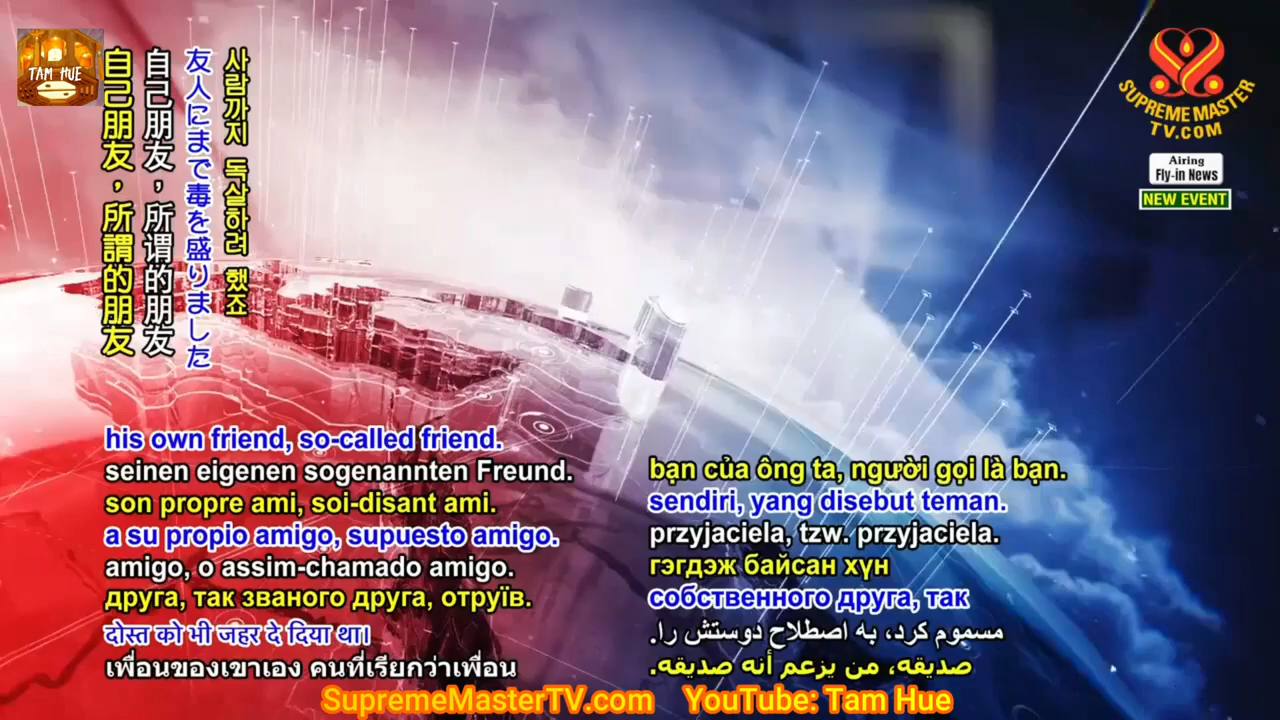 TAM HUE
自己朋友，所謂的朋友
自己朋友，所谓的朋友
友人にまで毒を盛りました
사람까지 독살하려 했죠
SUPREME MASTER
TV.COM
Airing
Fly-in News
NEW EVENT
his own friend, so-called friend.
seinen eigenen sogenannten Freund.
son propre ami, soi-disant ami.
a su propio amigo, supuesto amigo.
amigo, o assim-chamado amigo.
друга, так званого друга, отруїв.
दोस्त को भी जहर दे दिया था।
เพื่อนของเขาเอง คนที่เรียกว่าเพื่อน
bạn của ông ta, người gọi là bạn.
sendiri, yang disebut teman.
przyjaciela, tzw. przyjaciela.
гэгдэж байсан хүн
собственного друга, так
مسموم کرد، به اصطلاح دوستش را.
صديقه، من يزعم أنه صديقه.
SupremeMasterTV.com YouTube: Tam Hue